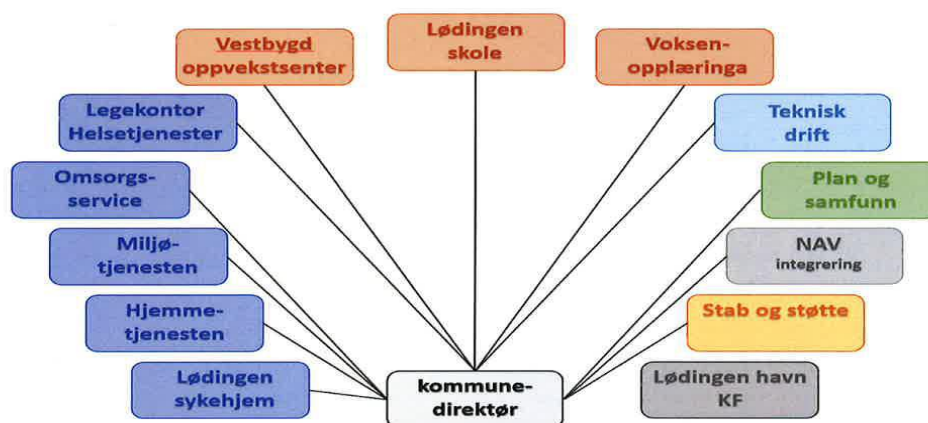 Vestbygd
oppvekstsenter
Lødingen
skole
Voksen-
opplæringa
Legekontor
Helsetjenester
Teknisk
drift
Omsorgs-
service
Plan og
samfunn
Miljø-
tjenesten
NAV
integrering
Hjemme-
tjenesten
Stab og støtte
Lødingen
sykehjem
kommune-
direktør
Lødingen havn
KF